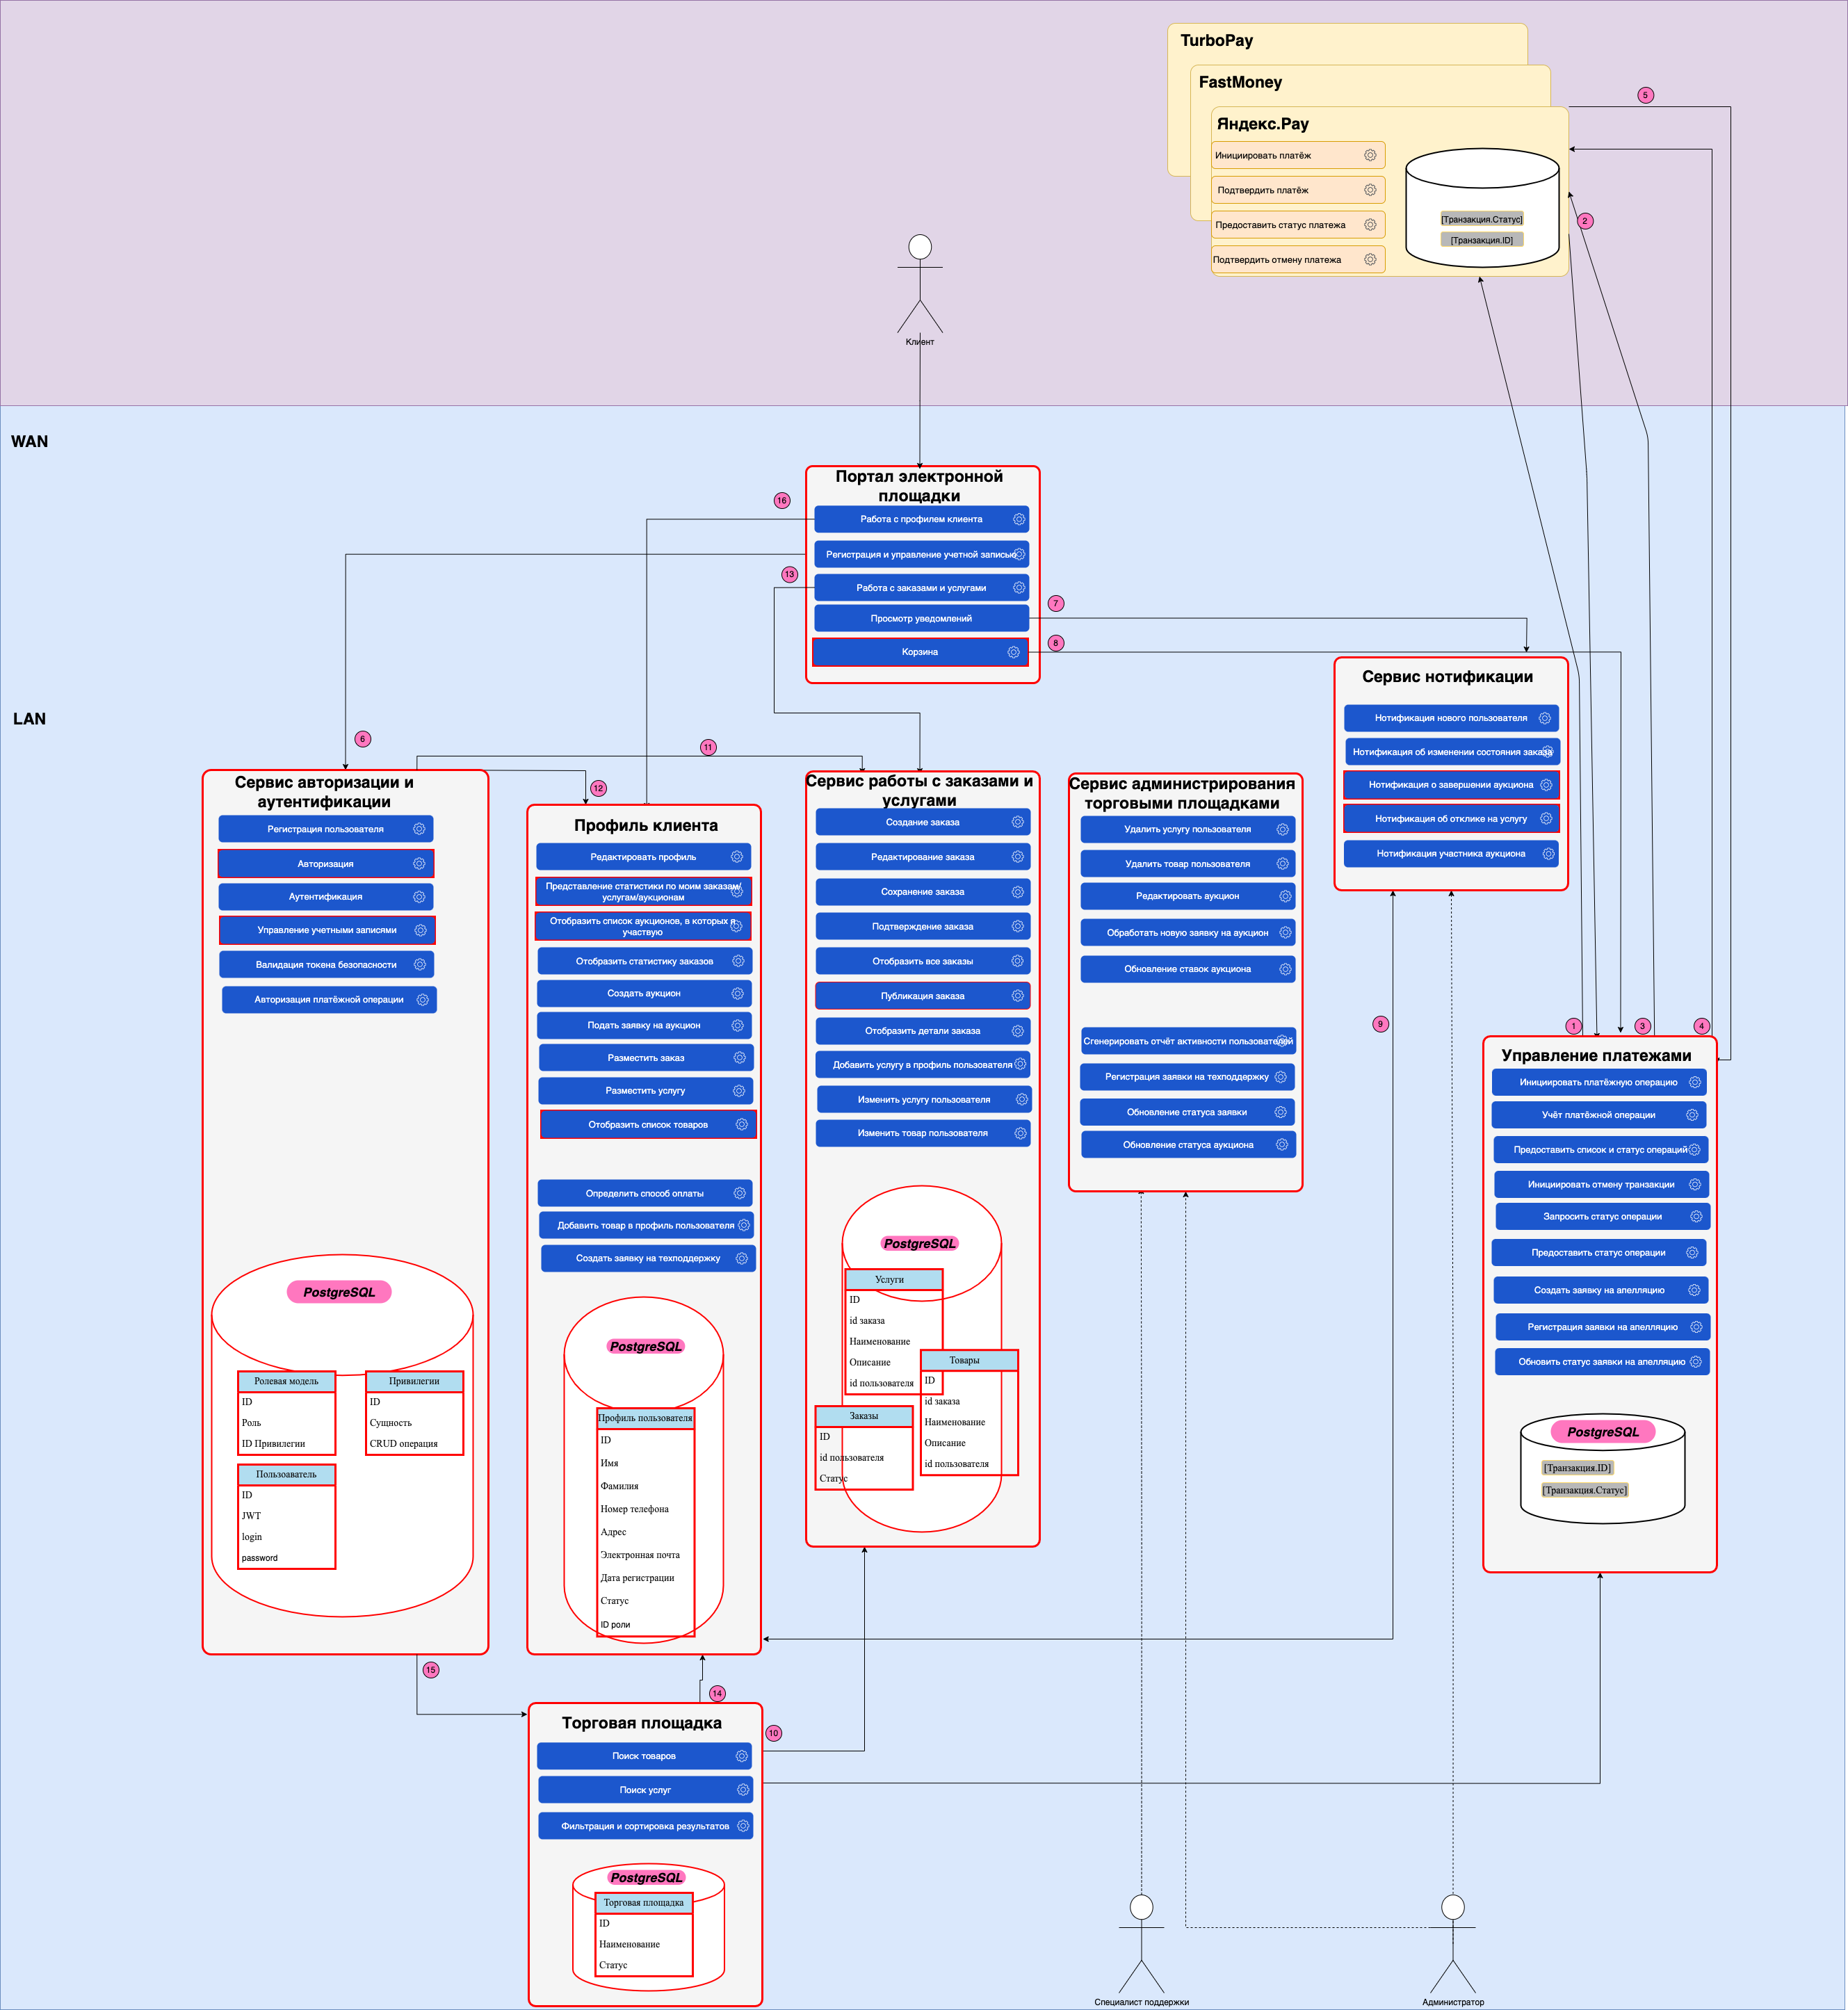 TurboPay
FastMoney
Яндекс.Pay
Инициировать платёж
Подтвердить платёж
Предоставить статус платежа
Подтвердить отмену платежа
[Транзакция.Статус]
[Транзакция.ID]
5
2
Клиент
WAN
LAN
Портал электронной
площадки
Работа с профилем клиента
Регистрация и управление учетной записью
Работа с заказами и услугами
Просмотр уведомлений
Корзина
16
13
7
8
6
11
12
9
1
3
4
Сервис нотификации
Нотификация нового пользователя
Нотификация об изменении состояния заказа
Нотификация о завершении аукциона
Нотификация об отклике на услугу
Нотификация участника аукциона
Сервис авторизации и
аутентификации
Регистрация пользователя
Авторизация
Аутентификация
Управление учетными записями
Валидация токена безопасности
Авторизация платёжной операции
PostgreSQL
Ролевая модель
ID
Роль
ID Привилегии
Привилегии
ID
Сущность
CRUD операция
Пользоаватель
ID
JWT
login
password
Профиль клиента
Редактировать профиль
Представление статистики по моим заказам/
услугам/аукционам
Отобразить список аукционов, в которых я
участвую
Отобразить статистику заказов
Создать аукцион
Подать заявку на аукцион
Разместить заказ
Разместить услугу
Отобразить список товаров
Определить способ оплаты
Добавить товар в профиль пользователя
Создать заявку на техподдержку
PostgreSQL
Профиль пользователя
ID
Имя
Фамилия
Номер телефона
Адрес
Электронная почта
Дата регистрации
Статус
ID роли
Сервис работы с заказами и
услугами
Создание заказа
Редактирование заказа
Сохранение заказа
Подтверждение заказа
Отобразить все заказы
Публикация заказа
Отобразить детали заказа
Добавить услугу в профиль пользователя
Изменить услугу пользователя
Изменить товар пользователя
PostgreSQL
Услуги
ID
id заказа
Наименование
Описание
id пользователя
Товары
ID
id заказа
Наименование
Описание
id пользователя
Заказы
ID
id пользователя
Статус
Сервис администрирования
торговыми площадками
Удалить услугу пользователя
Удалить товар пользователя
Редактировать аукцион
Обработать новую заявку на аукцион
Обновление ставок аукциона
Сгенерировать отчёт активности пользователей
Регистрация заявки на техподдержку
Обновление статуса заявки
Обновление статуса аукциона
Управление платежами
Инициировать платёжную операцию
Учёт платёжной операции
Предоставить список и статус операций
Инициировать отмену транзакции
Запросить статус операции
Предоставить статус операции
Создать заявку на апелляцию
Регистрация заявки на апелляцию
Обновить статус заявки на апелляцию
PostgreSQL
[Транзакция.ID]
[Транзакция.Статус]
15
14
10
Торговая площадка
Поиск товаров
Поиск услуг
Фильтрация и сортировка результатов
PostgreSQL
Торговая площадка
ID
Наименование
Статус
Специалист поддержки
Администратор